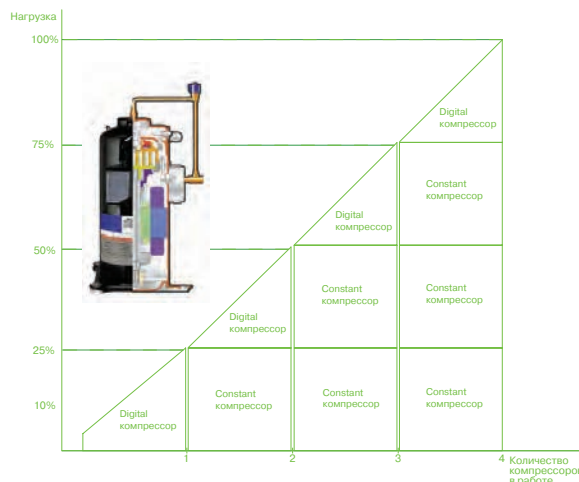 Нагрузка
100%
Digital
компрессор
75%
Constant
компрессор
Digital
компрессор
50%
Constant
компрессор
Constant
компрессор
Digital
компрессор
25%
Constant
компрессор
Constant
компрессор
Constant
компрессор
10%
Digital
компрессор
1
2
3
4
Количество
компрессоров
в работе